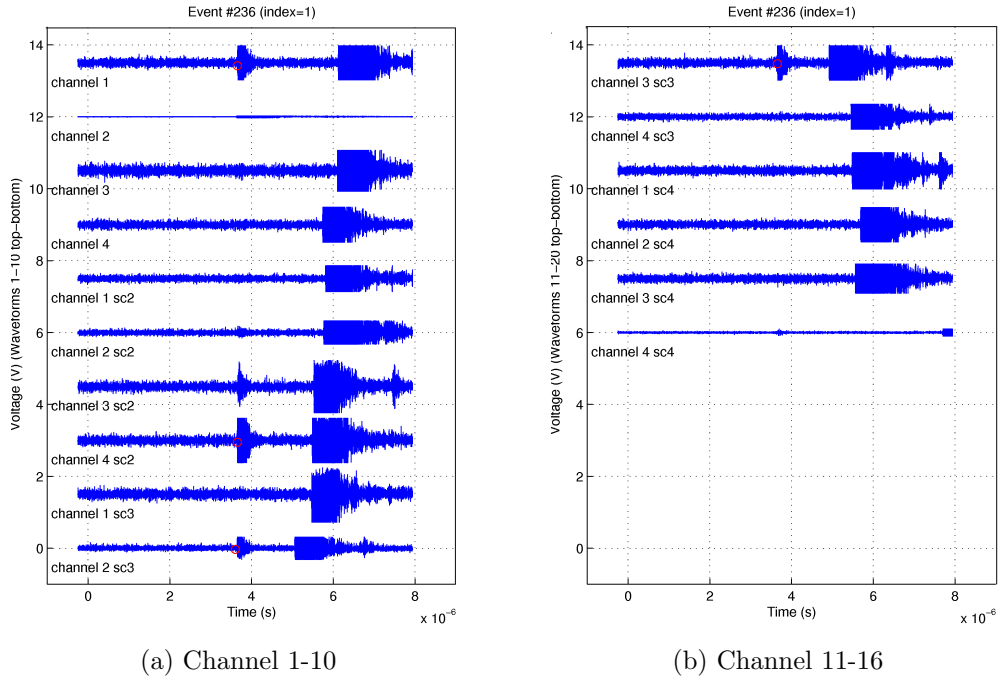 Event #236 (index=1)
14
12
10
8
6
4
2
0
Voltage (V) (Waveforms 1-10 top-bottom)
channel 1
channel 2
channel 3
channel 4
channel 1 sc2
channel 2 sc2
channel 3 sc2
channel 4 sc2
channel 1 sc3
channel 2 sc3
0 2 4 6 8
Time (s)
x 10⁻⁶
(a) Channel 1-10
Event #236 (index=1)
14
12
10
8
6
4
2
0
Voltage (V) (Waveforms 11-20 top-bottom)
channel 3 sc3
channel 4 sc3
channel 1 sc4
channel 2 sc4
channel 3 sc4
channel 4 sc4
0 2 4 6 8
Time (s)
x 10⁻⁶
(b) Channel 11-16